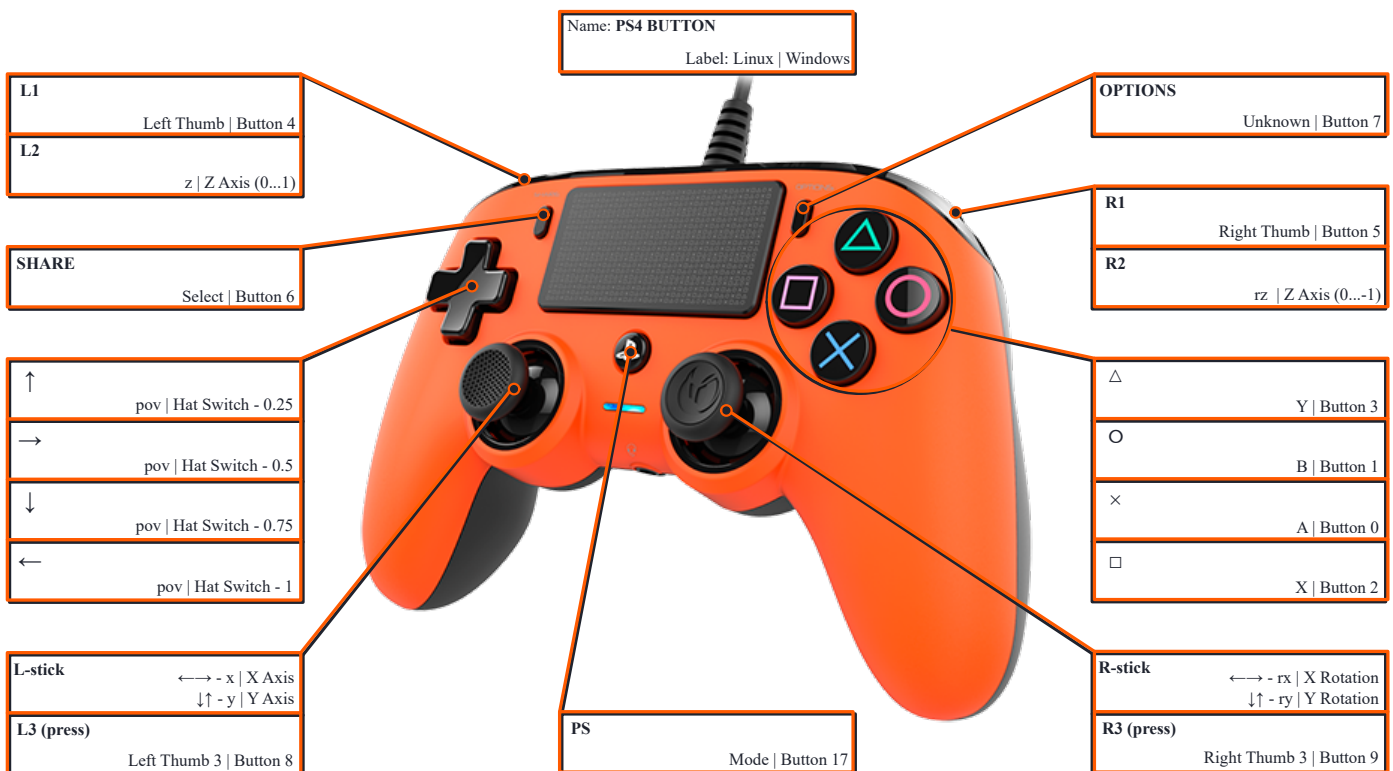 Name: PS4 BUTTON
Label: Linux | Windows
L1
Left Thumb | Button 4
L2
z | Z Axis (0...1)
SHARE
Select | Button 6
↑
pov | Hat Switch - 0.25
→
pov | Hat Switch - 0.5
↓
pov | Hat Switch - 0.75
←
pov | Hat Switch - 1
L-stick
←→ - x | X Axis
↓↑ - y | Y Axis
L3 (press)
Left Thumb 3 | Button 8
PS
Mode | Button 17
OPTIONS
Unknown | Button 7
R1
Right Thumb | Button 5
R2
rz | Z Axis (0...-1)
△
Y | Button 3
○
B | Button 1
×
A | Button 0
□
X | Button 2
R-stick
←→ - rx | X Rotation
↓↑ - ry | Y Rotation
R3 (press)
Right Thumb 3 | Button 9